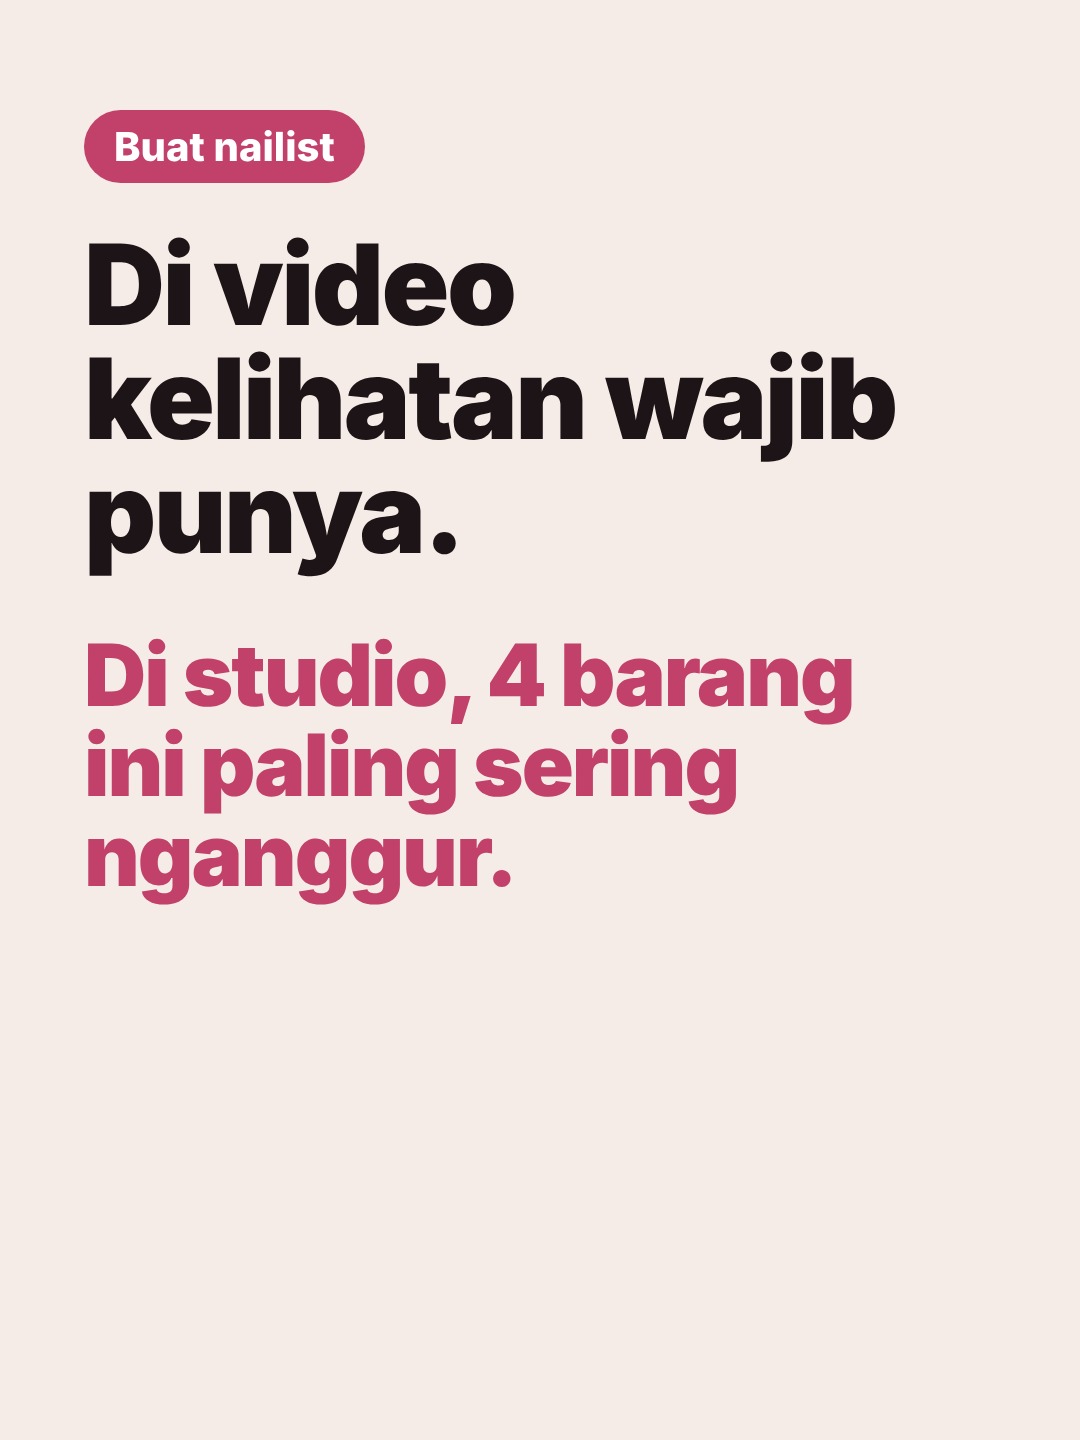 Buat nailist
Di video
kelihatan wajib
punya.
Di studio, 4 barang
ini paling sering
nganggur.